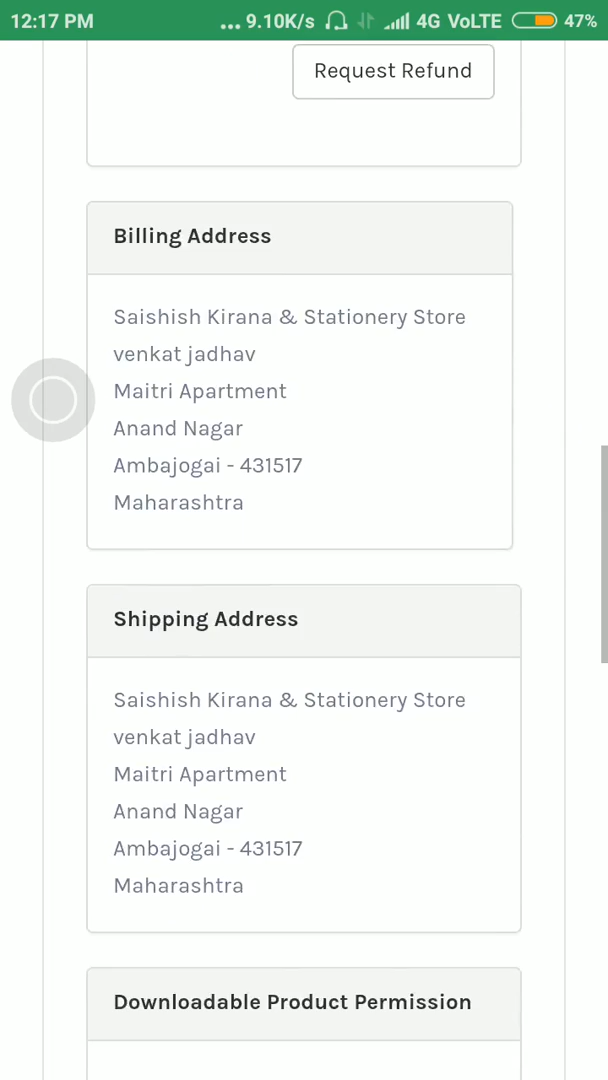 12:17 PM ... 9.10K/s 4G VoLTE 47%
Request Refund
Billing Address
Saishish Kirana & Stationery Store
venkat jadhav
Maitri Apartment
Anand Nagar
Ambajogai - 431517
Maharashtra
Shipping Address
Saishish Kirana & Stationery Store
venkat jadhav
Maitri Apartment
Anand Nagar
Ambajogai - 431517
Maharashtra
Downloadable Product Permission